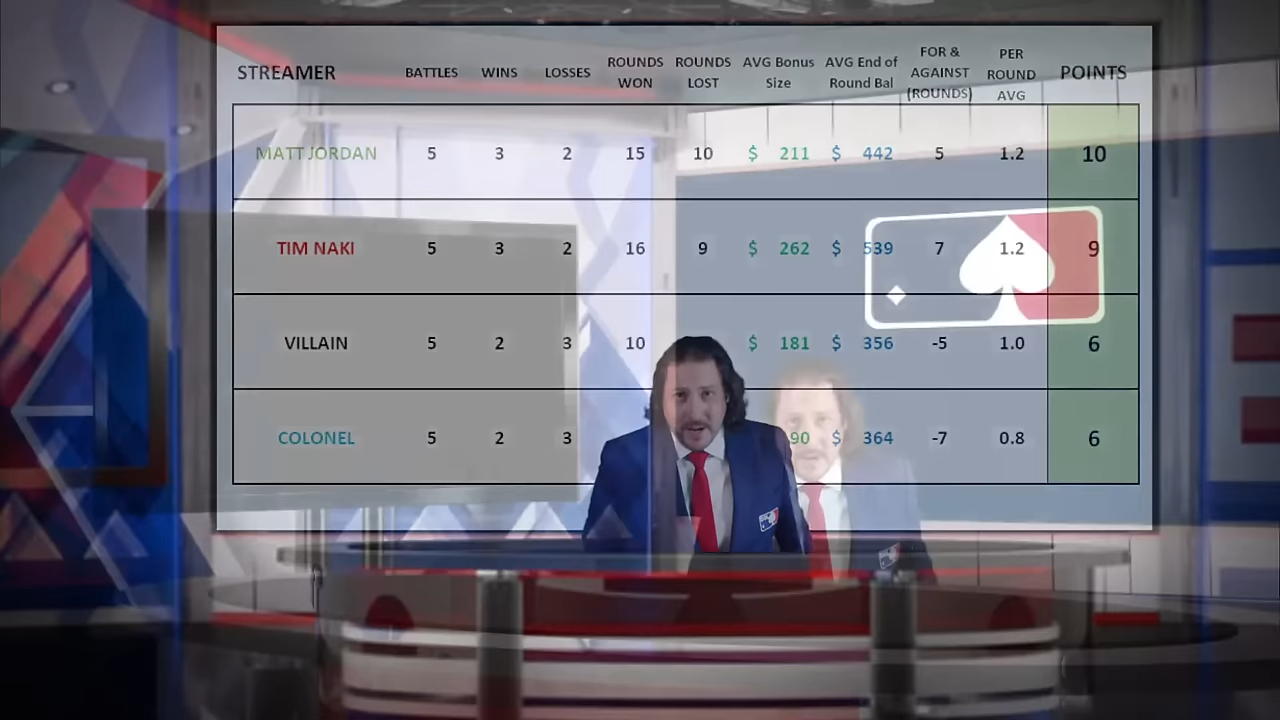 STREAMER BATTLES WINS LOSSES ROUNDS WON ROUNDS LOST AVG Bonus Size AVG End of Round Bal FOR & AGAINST (ROUNDS) PER ROUND AVG POINTS
MATT JORDAN 5 3 2 15 10 $ 211 $ 442 5 1.2 10
TIM NAKI 5 3 2 16 9 $ 262 $ 539 7 1.2 9
VILLAIN 5 2 3 10 $ 181 $ 356 -5 1.0 6
COLONEL 5 2 3 90 $ 364 -7 0.8 6